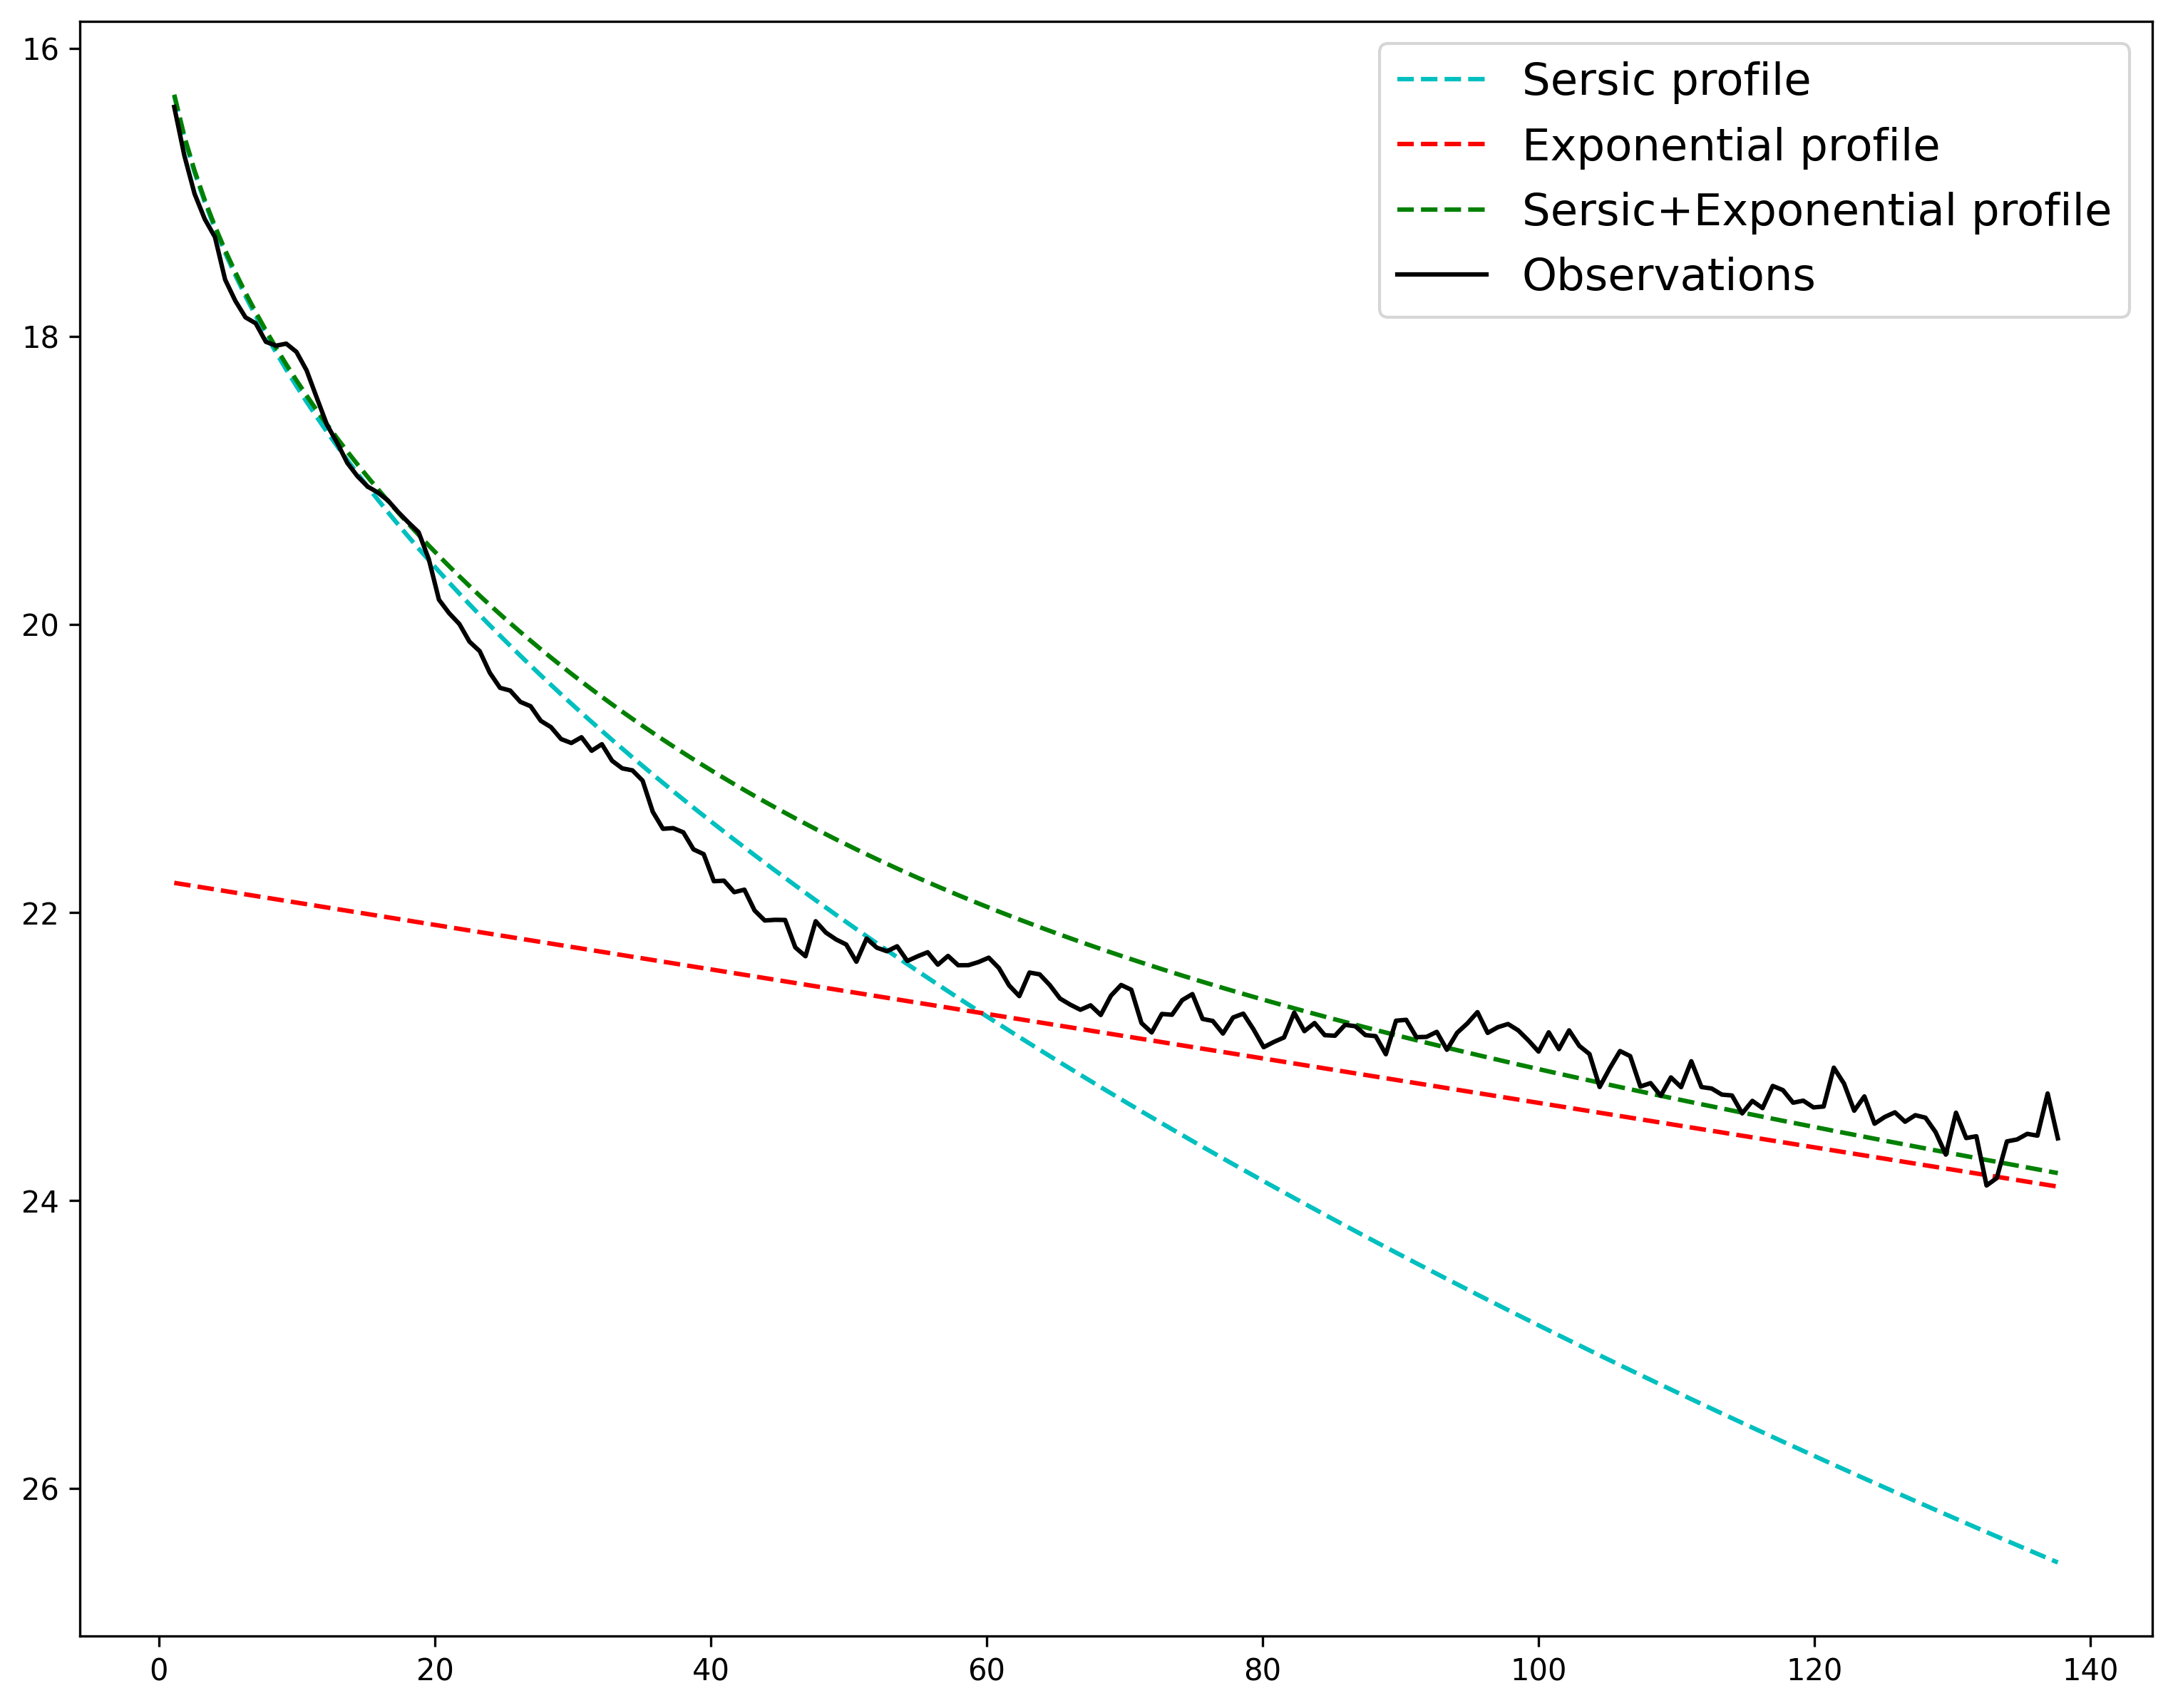 Sersic profile
Exponential profile
Sersic+Exponential profile
Observations
16
18
20
22
24
26
0 20 40 60 80 100 120 140